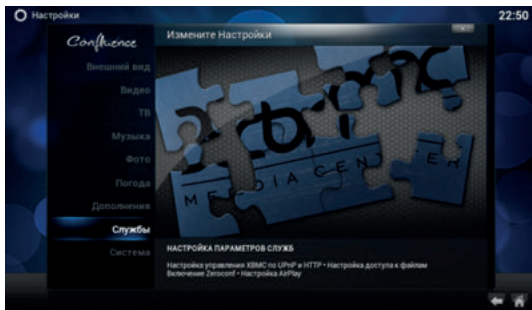 Настройки
22:50
Confluence
Измените Настройки
Внешний вид
Видео
ТВ
Музыка
Фото
Погода
Дополнения
Службы
Система
xbmc
MEDIA CENTER
НАСТРОЙКА ПАРАМЕТРОВ СЛУЖБ
Настройка управления XBMC по UPnP и HTTP • Настройка доступа к файлам
Включение Zeroconf • Настройка AirPlay